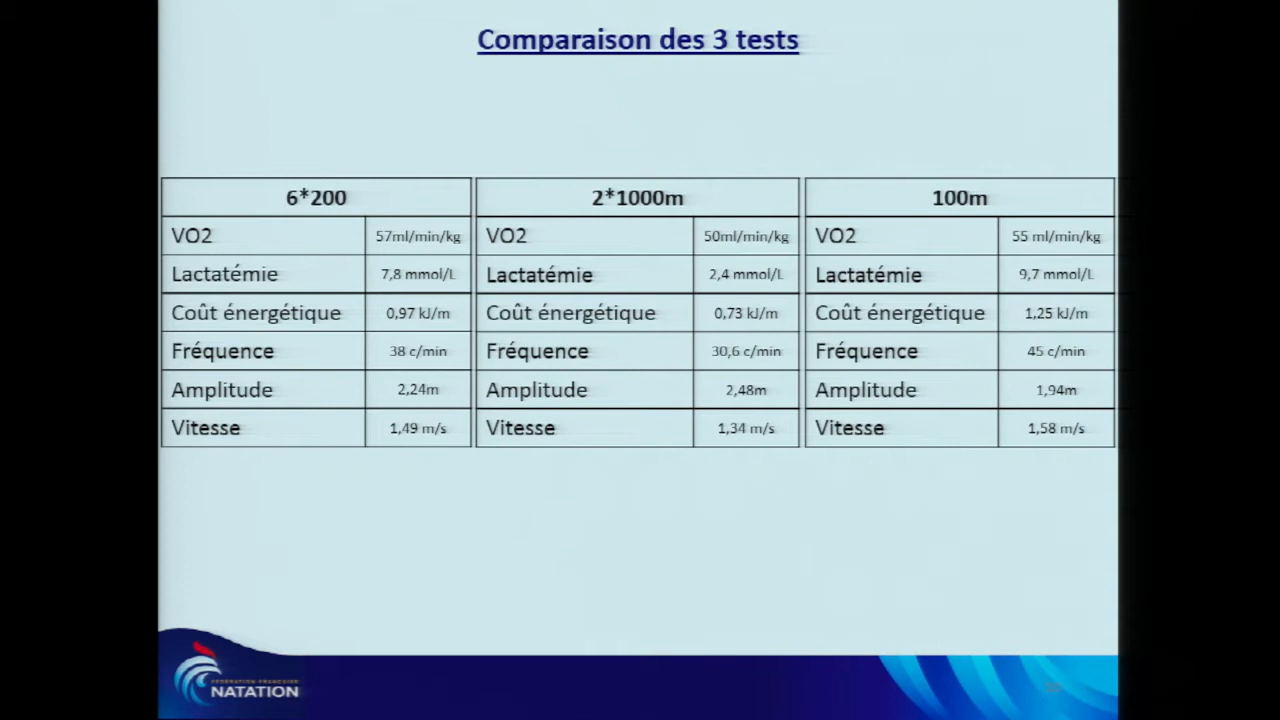 Comparaison des 3 tests
6*200 2*1000m 100m
VO2 57ml/min/kg VO2 50ml/min/kg VO2 55 ml/min/kg
Lactatémie 7,8 mmol/L Lactatémie 2,4 mmol/L Lactatémie 9,7 mmol/L
Coût énergétique 0,97 kJ/m Coût énergétique 0,73 kJ/m Coût énergétique 1,25 kJ/m
Fréquence 38 c/min Fréquence 30,6 c/min Fréquence 45 c/min
Amplitude 2,24m Amplitude 2,48m Amplitude 1,94m
Vitesse 1,49 m/s Vitesse 1,34 m/s Vitesse 1,58 m/s
FÉDÉRATION FRANÇAISE
NATATION